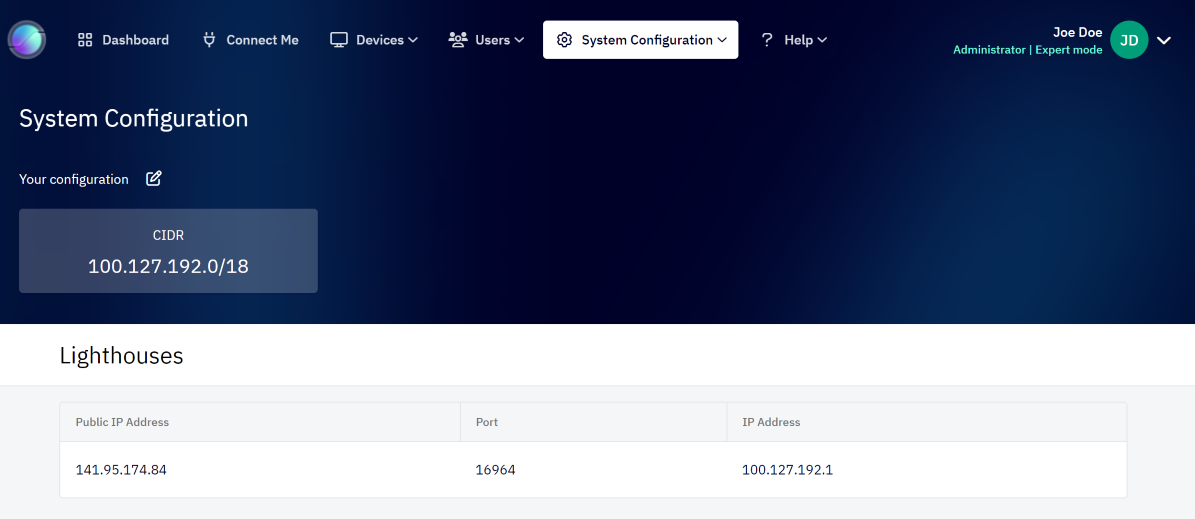 Dashboard Connect Me Devices Users System Configuration ? Help Joe Doe JD
Administrator | Expert mode
System Configuration
Your configuration
CIDR
100.127.192.0/18
Lighthouses
Public IP Address Port IP Address
141.95.174.84 16964 100.127.192.1